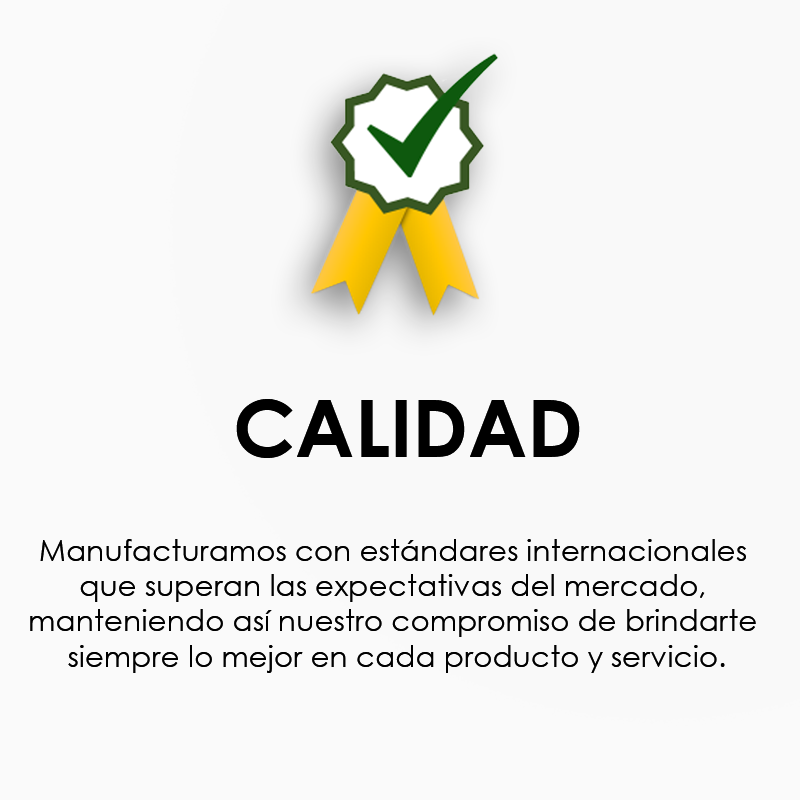 CALIDAD
Manufacturamos con estándares internacionales
que superan las expectativas del mercado,
manteniendo así nuestro compromiso de brindarte
siempre lo mejor en cada producto y servicio.